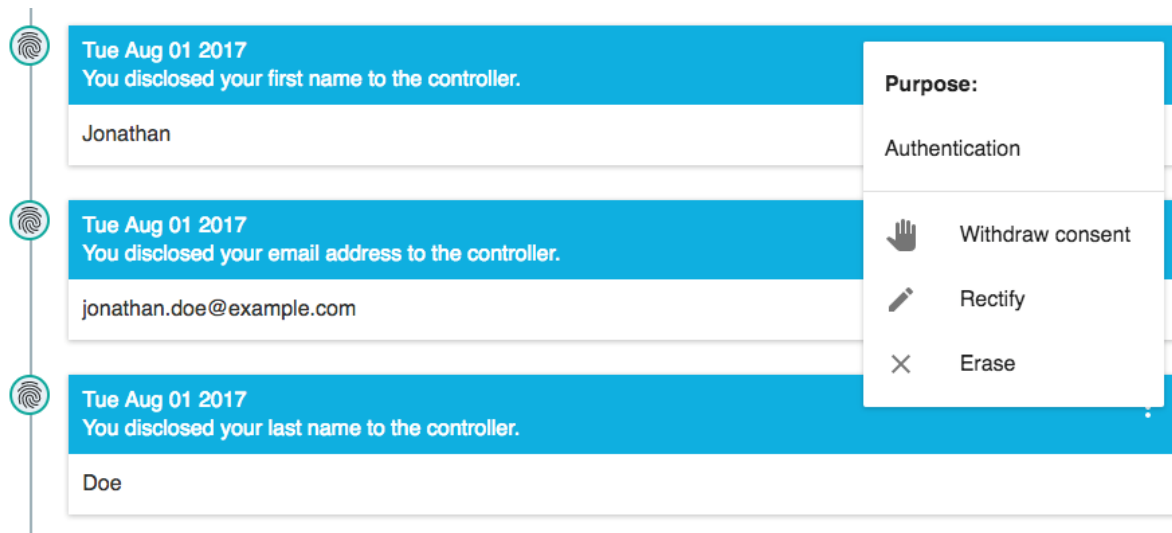 Tue Aug 01 2017
You disclosed your first name to the controller.
Jonathan
Tue Aug 01 2017
You disclosed your email address to the controller.
jonathan.doe@example.com
Tue Aug 01 2017
You disclosed your last name to the controller.
Doe
Purpose:
Authentication
Withdraw consent
Rectify
Erase